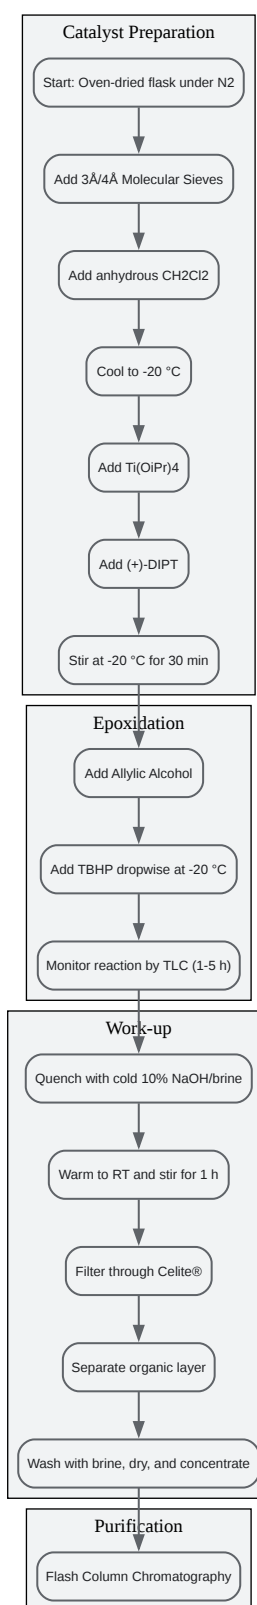 Catalyst Preparation
Start: Oven-dried flask under N2
Add 3Å/4Å Molecular Sieves
Add anhydrous CH2Cl2
Cool to -20 °C
Add Ti(OiPr)4
Add (+)-DIPT
Stir at -20 °C for 30 min
Epoxidation
Add Allylic Alcohol
Add TBHP dropwise at -20 °C
Monitor reaction by TLC (1-5 h)
Work-up
Quench with cold 10% NaOH/brine
Warm to RT and stir for 1 h
Filter through Celite®
Separate organic layer
Wash with brine, dry, and concentrate
Purification
Flash Column Chromatography